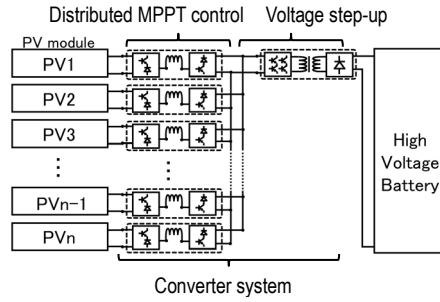 Distributed MPPT control
Voltage step-up
PV module
PV1
PV2
PV3
⋮
⋮
PVn-1
PVn
High
Voltage
Battery
Converter system